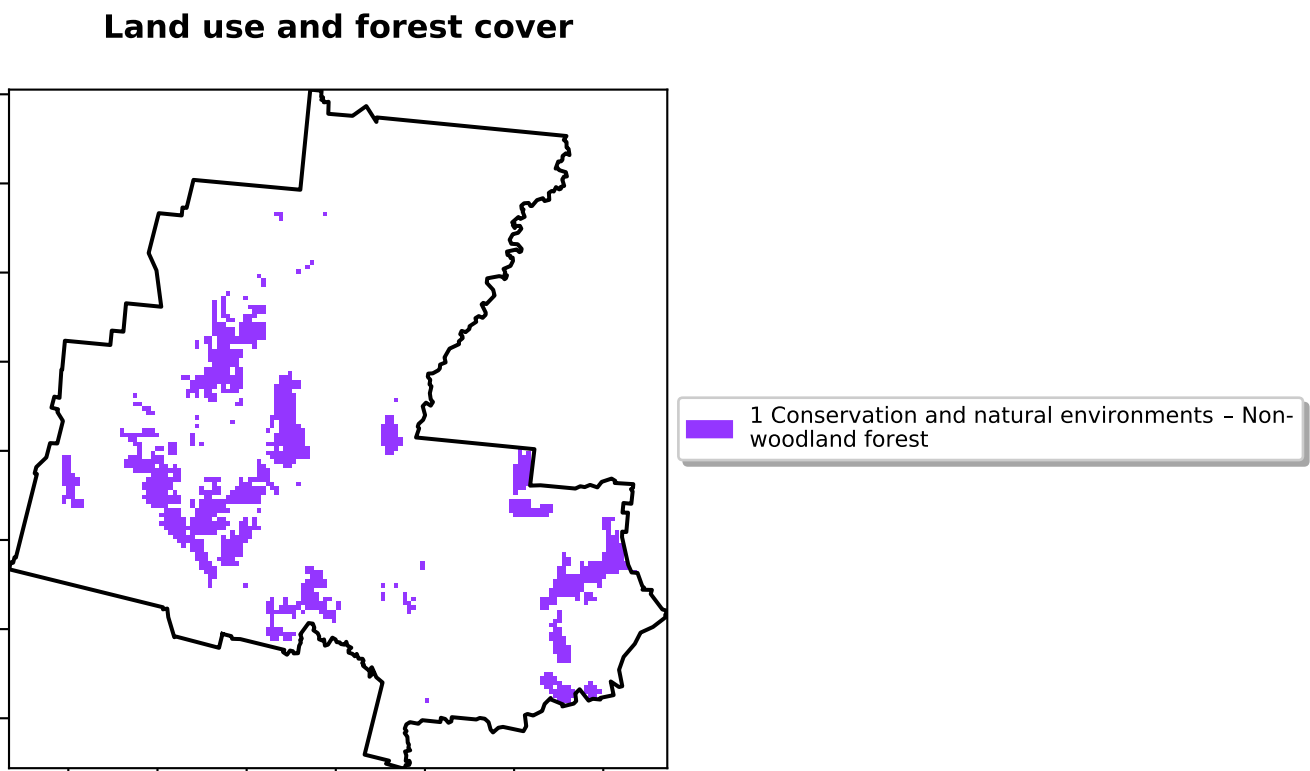 Land use and forest cover
1 Conservation and natural environments – Non-
woodland forest